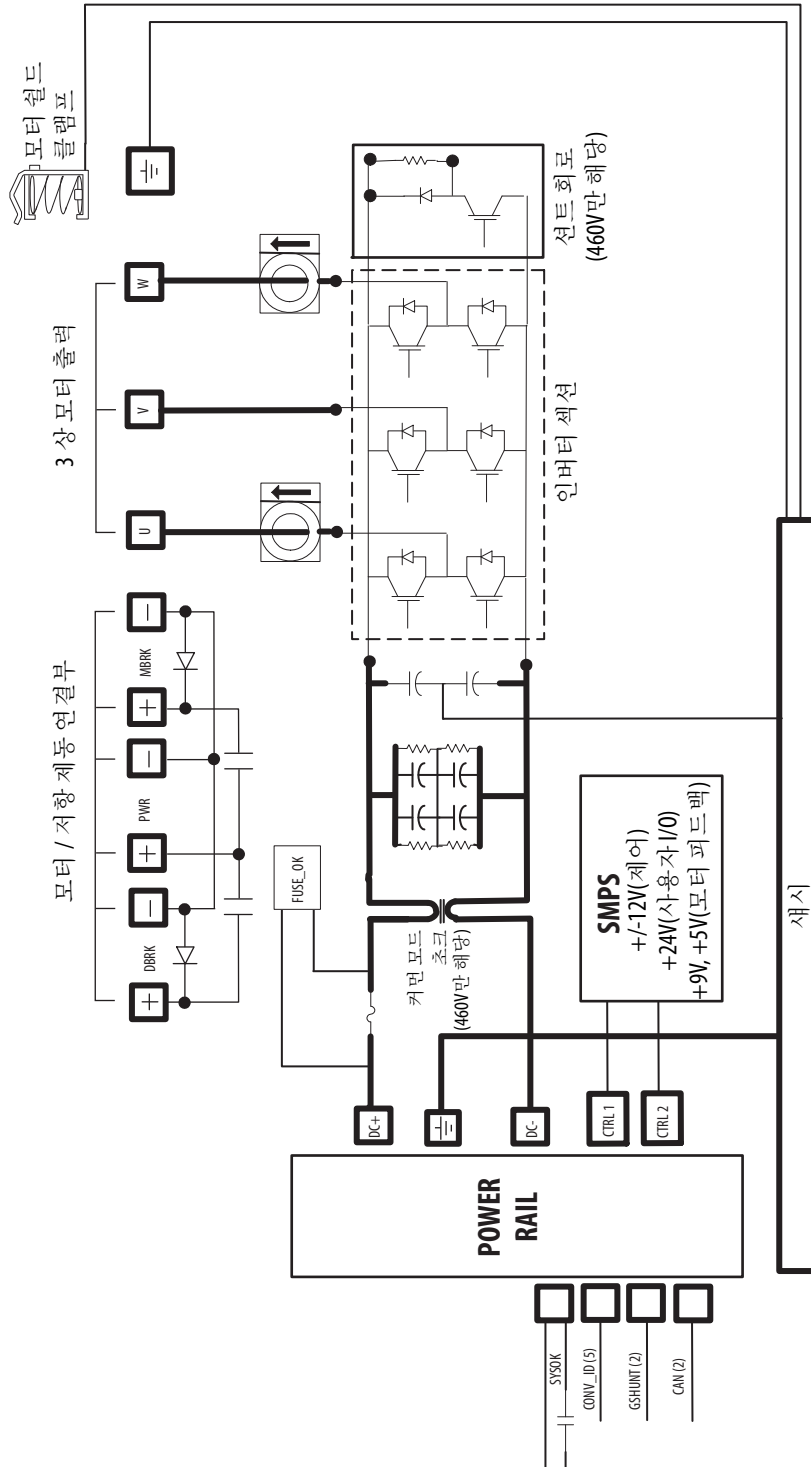 모터 쉴드
클램프
3 상 모터 출력
W
V
U
모터 / 저항 제동 연결부
MBRK
PWR
DBRK
+
-
+
-
+
-
션트 회로
(460V만 해당)
인버터 섹션
FUSE_OK
커먼 모드
초크
(460V만 해당)
SMPS
+/-12V(제어)
+24V(사용자 I/O)
+9V, +5V(모터 피드백)
DC+
DC-
CTRL 1
CTRL 2
POWER
RAIL
SYSOK
CONV_ID (5)
GSHUNT (2)
CAN (2)
섀시